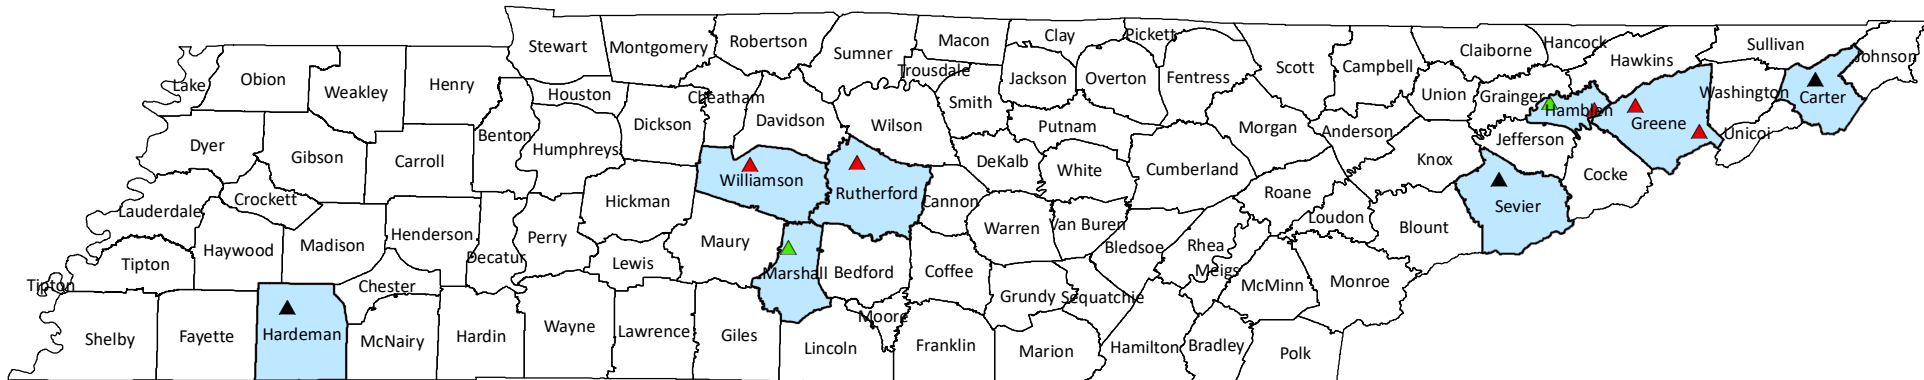 Stewart
Montgomery
Robertson
Sumner
Macon
Clay
Pickett
Scott
Campbell
Claiborne
Hancock
Hawkins
Sullivan
Johnson
Lake
Obion
Weakley
Henry
Houston
Cheatham
Trousdale
Smith
Jackson
Overton
Fentress
Union
Grainger
Hamblen
Greene
Washington
Carter
Unicoi
Dyer
Gibson
Carroll
Benton
Humphreys
Dickson
Davidson
Wilson
DeKalb
Putnam
White
Cumberland
Morgan
Anderson
Knox
Jefferson
Cocke
Sevier
Lauderdale
Crockett
Haywood
Madison
Henderson
Decatur
Perry
Hickman
Williamson
Rutherford
Cannon
Warren
Van Buren
Bledsoe
Rhea
Meigs
Roane
Loudon
Blount
Tipton
Tipton
Chester
Lewis
Maury
Marshall
Bedford
Coffee
Grundy
Sequatchie
McMinn
Monroe
Shelby
Fayette
Hardeman
McNairy
Hardin
Wayne
Lawrence
Giles
Lincoln
Moore
Franklin
Marion
Hamilton
Bradley
Polk